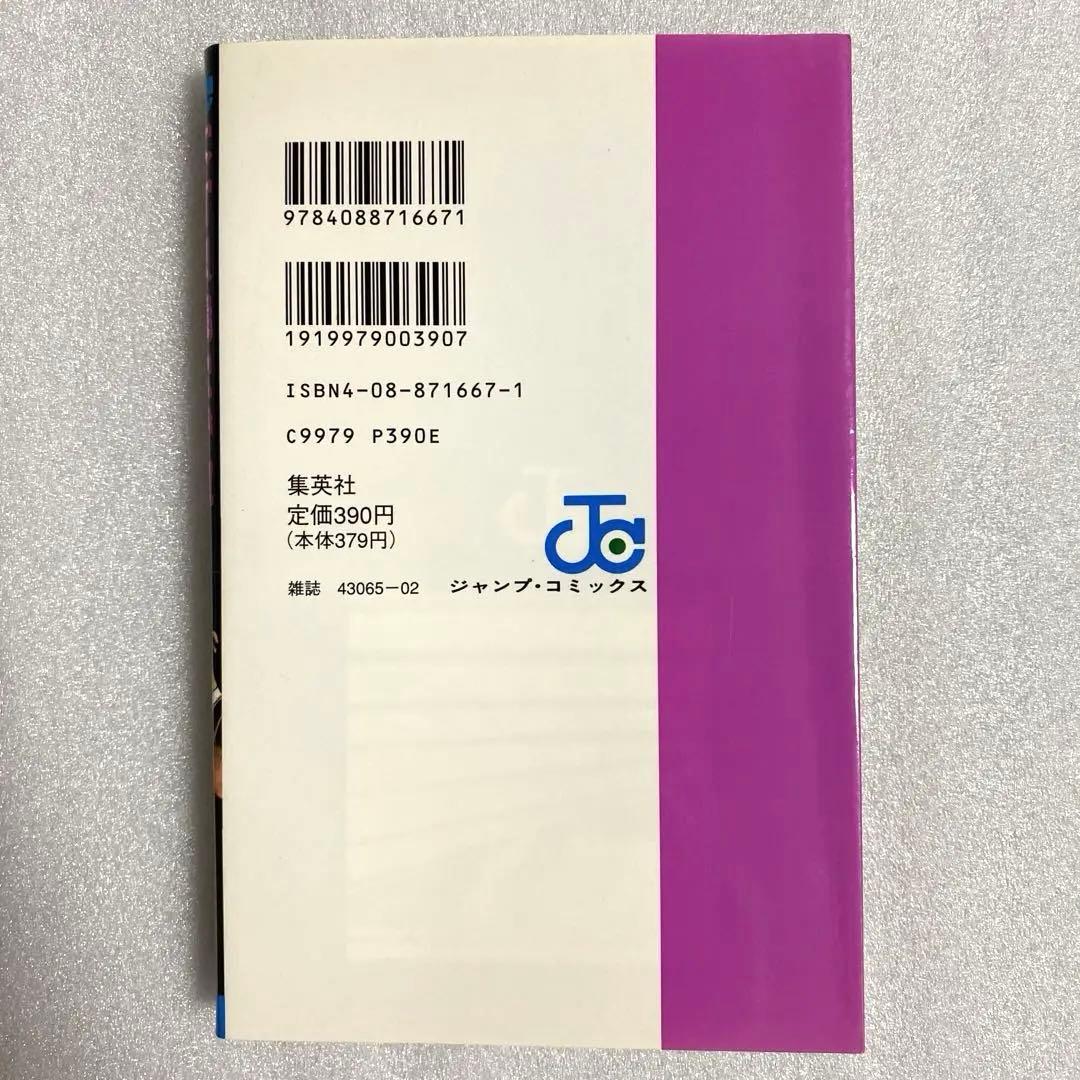 9784088716671
1919979003907
ISBN4-08-871667-1
C9979 P390E
集英社
定価390円
(本体379円)
雑誌 43065-02
JC
ジャンプ・コミックス